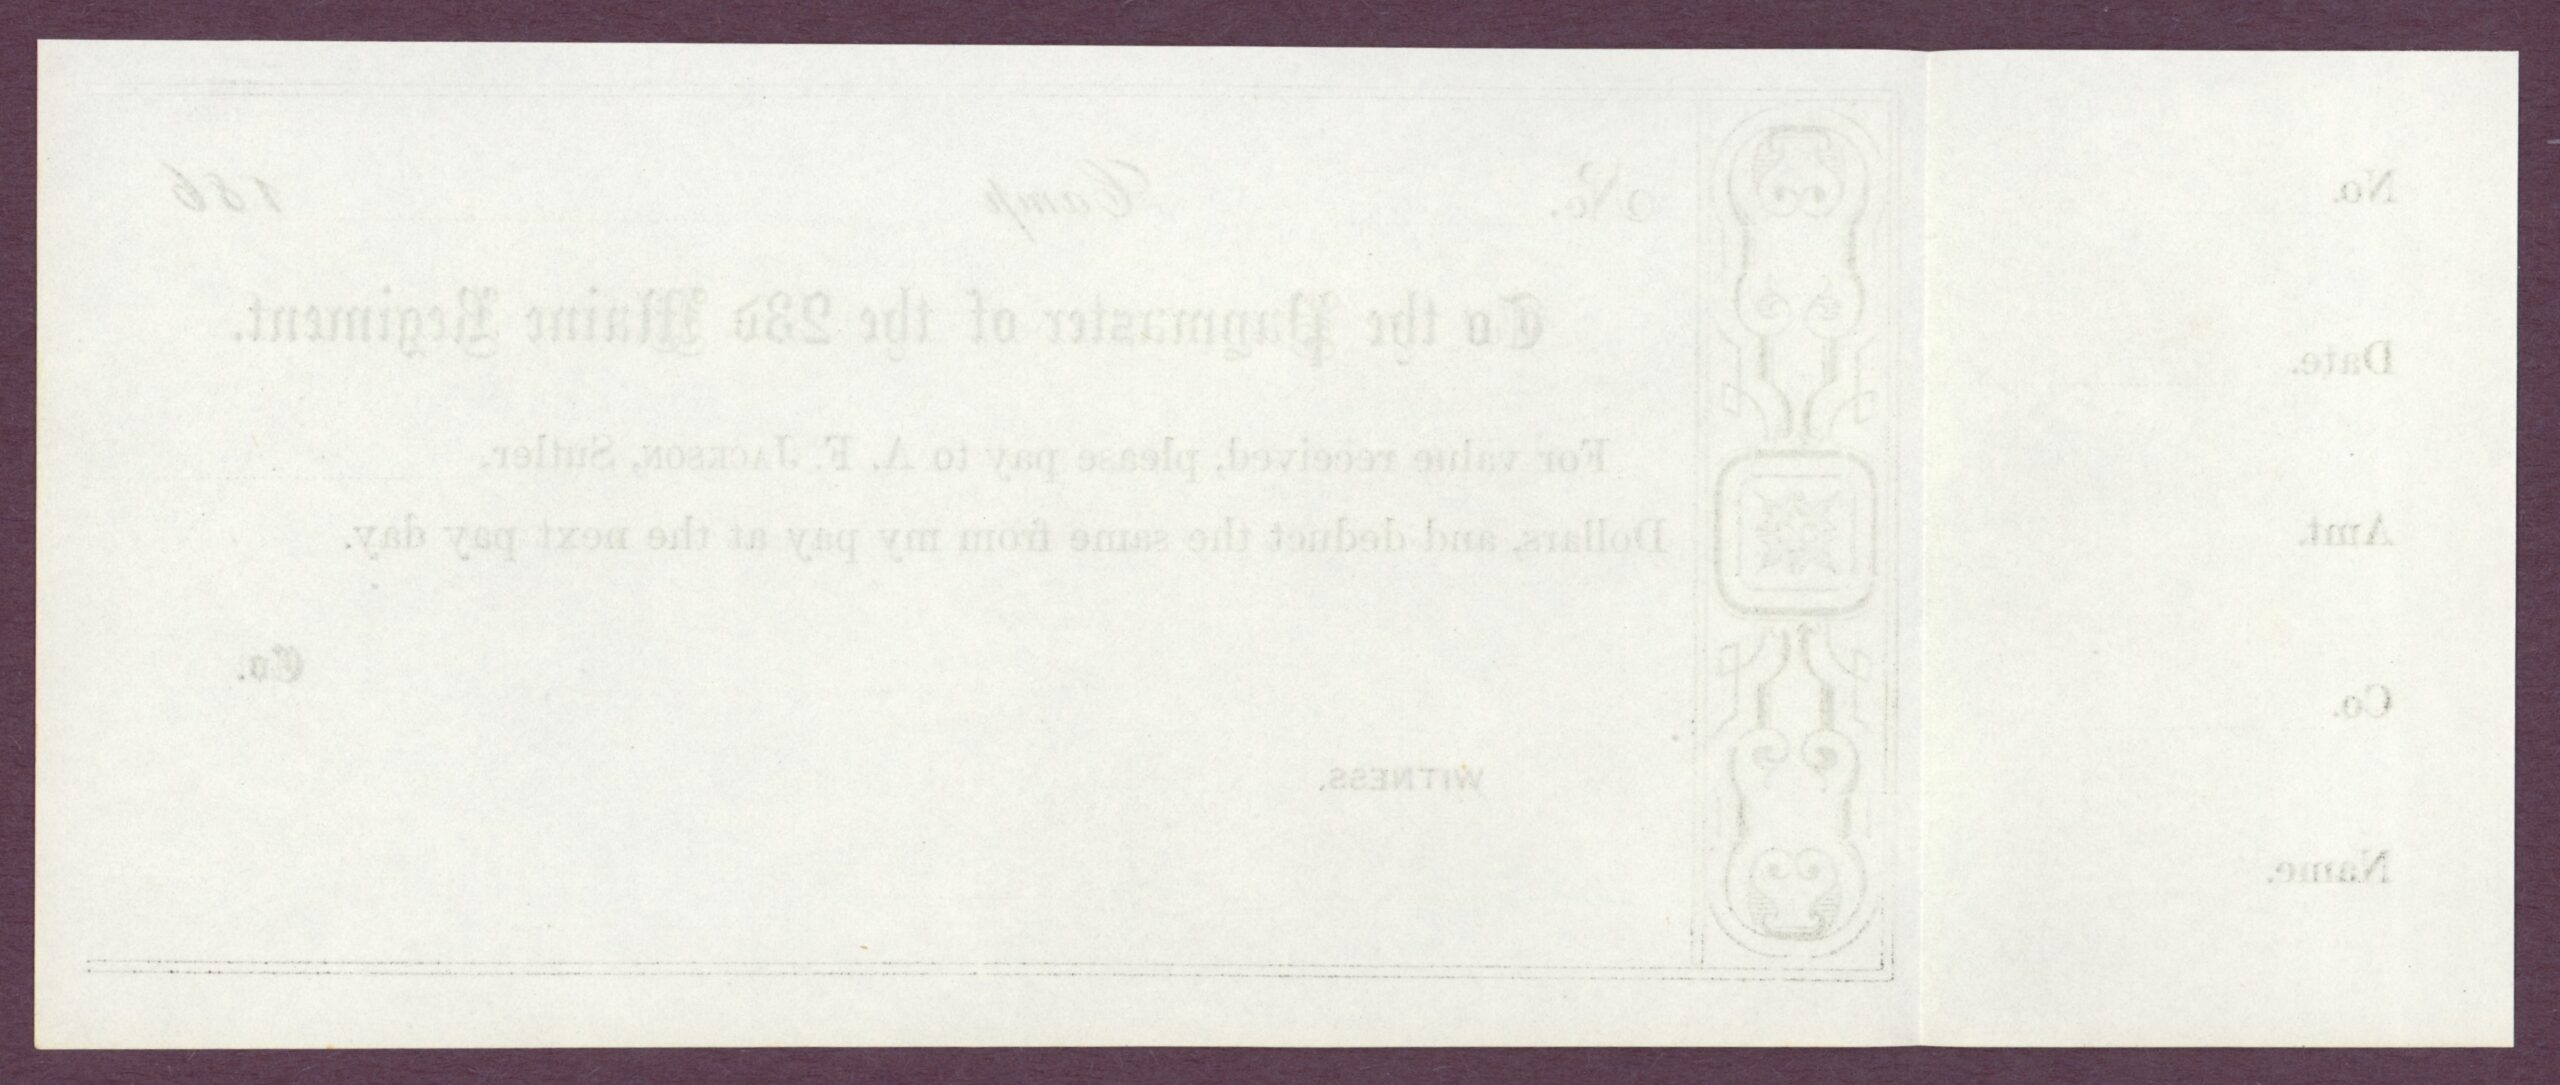 No.
Date.
Amt.
Co.
Name.
No. Camp 186
To the Paymaster of the 23d Maine Regiment.
For value received, please pay to A. F. JACKSON, Sutler.
Dollars, and deduct the same from my pay at the next pay day.
Co.
WITNESS.